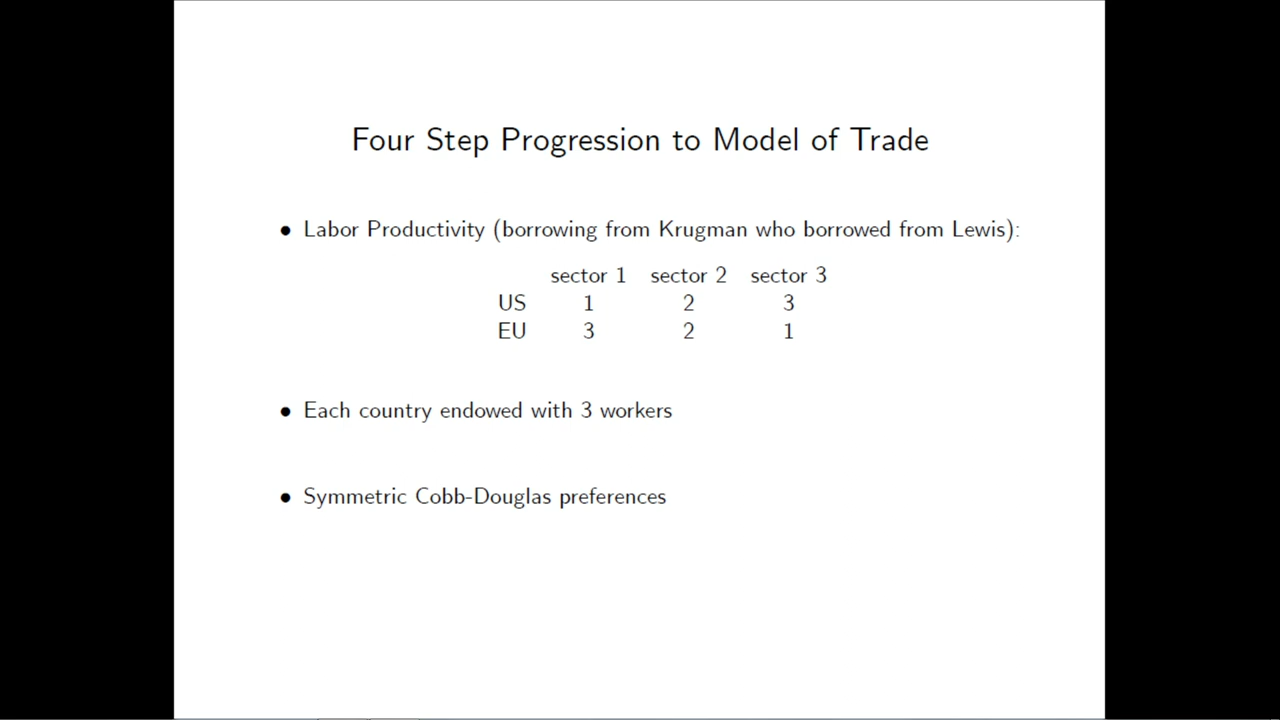 Four Step Progression to Model of Trade
• Labor Productivity (borrowing from Krugman who borrowed from Lewis):
sector 1 sector 2 sector 3
US 1 2 3
EU 3 2 1
• Each country endowed with 3 workers
• Symmetric Cobb-Douglas preferences